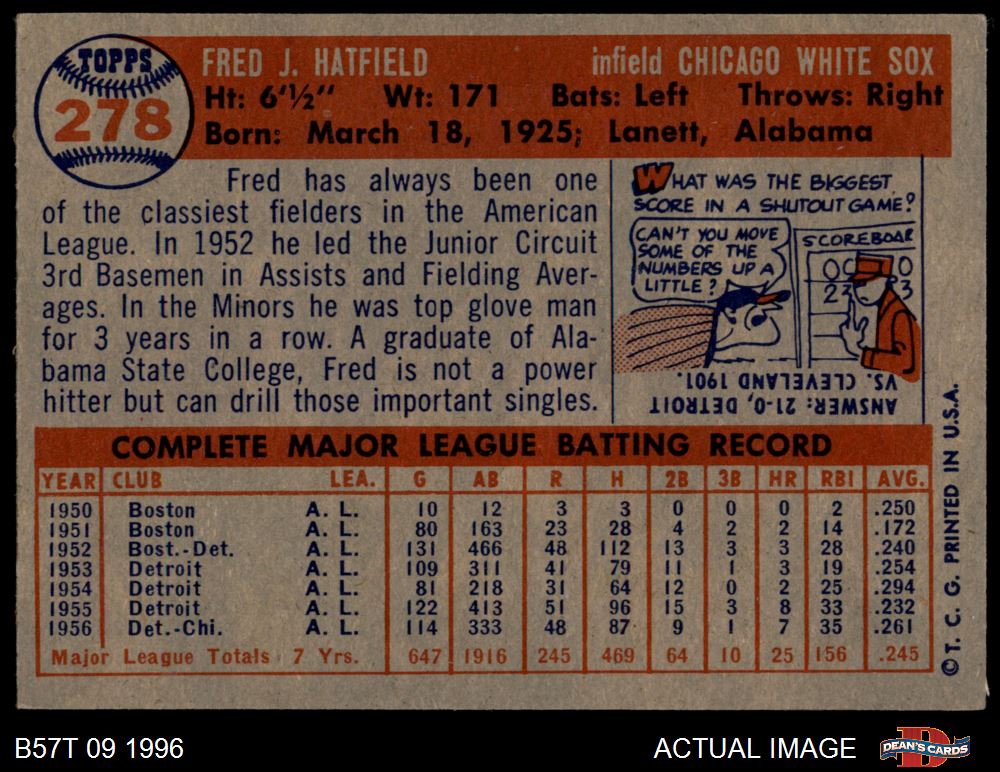 TOPPS
278
FRED J. HATFIELD infield CHICAGO WHITE SOX
Ht: 6'½" Wt: 171 Bats: Left Throws: Right
Born: March 18, 1925; Lanett, Alabama
Fred has always been one
of the classiest fielders in the American
League. In 1952 he led the Junior Circuit
3rd Basemen in Assists and Fielding Aver-
ages. In the Minors he was top glove man
for 3 years in a row. A graduate of Ala-
bama State College, Fred is not a power
hitter but can drill those important singles.
WHAT WAS THE BIGGEST
SCORE IN A SHUTOUT GAME?
CAN'T YOU MOVE
SOME OF THE
NUMBERS UP A
LITTLE?
SCOREBOAR
ANSWER: 21-0, DETROIT
VS. CLEVELAND 1901.
COMPLETE MAJOR LEAGUE BATTING RECORD
YEAR CLUB LEA. G AB R H 2B 3B HR RBI AVG.
1950 Boston A. L. 10 12 3 3 0 0 0 2 .250
1951 Boston A. L. 80 163 23 28 4 2 2 14 .172
1952 Bost.-Det. A. L. 131 466 48 112 13 3 3 28 .240
1953 Detroit A. L. 109 311 41 79 11 1 3 19 .254
1954 Detroit A. L. 81 218 31 64 12 0 2 25 .294
1955 Detroit A. L. 122 413 51 96 15 3 8 33 .232
1956 Det.-Chi. A. L. 114 333 48 87 9 1 7 35 .261
Major League Totals 7 Yrs. 647 1916 245 469 64 10 25 156 .245
© T. C. G. PRINTED IN U.S.A.
B57T 09 1996
ACTUAL IMAGE
DEAN'S CARDS